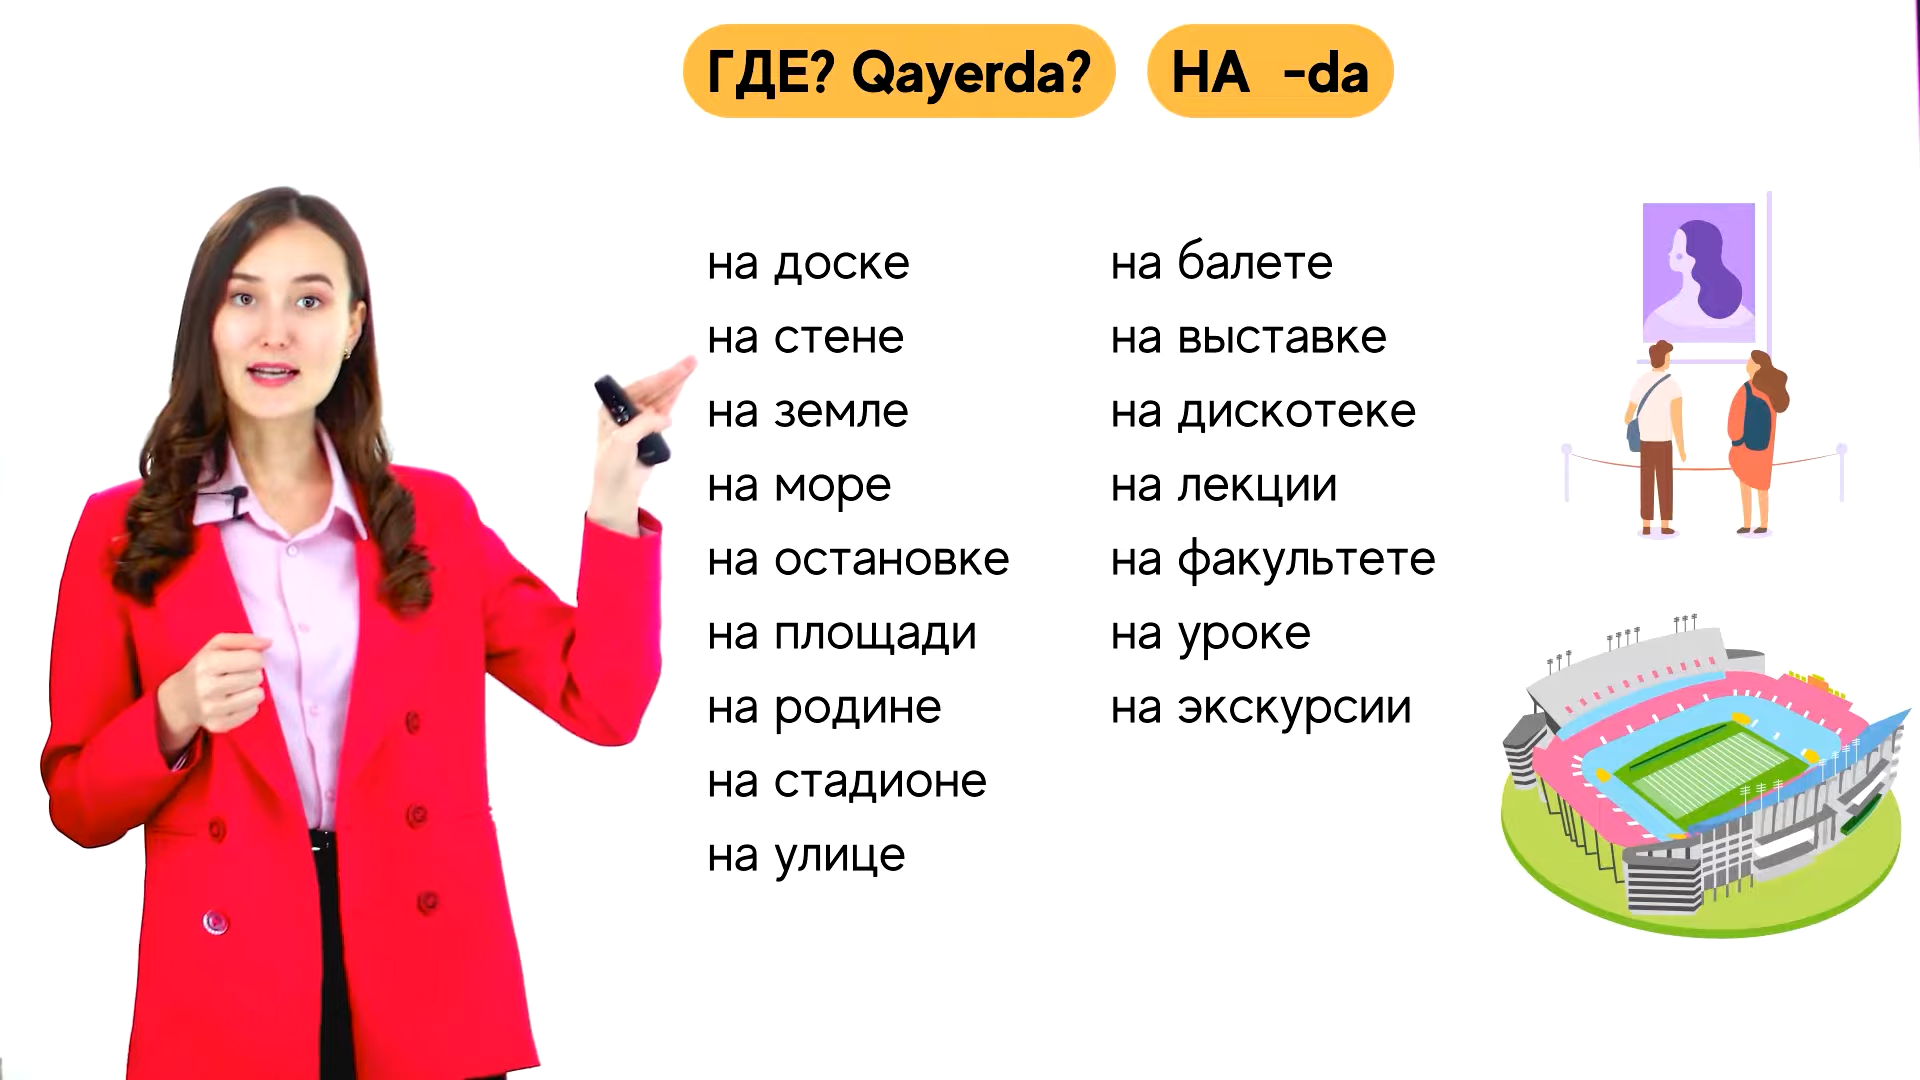 ГДЕ? Qayerda?
НА -da
на доске
на стене
на земле
на море
на остановке
на площади
на родине
на стадионе
на улице
на балете
на выставке
на дискотеке
на лекции
на факультете
на уроке
на экскурсии